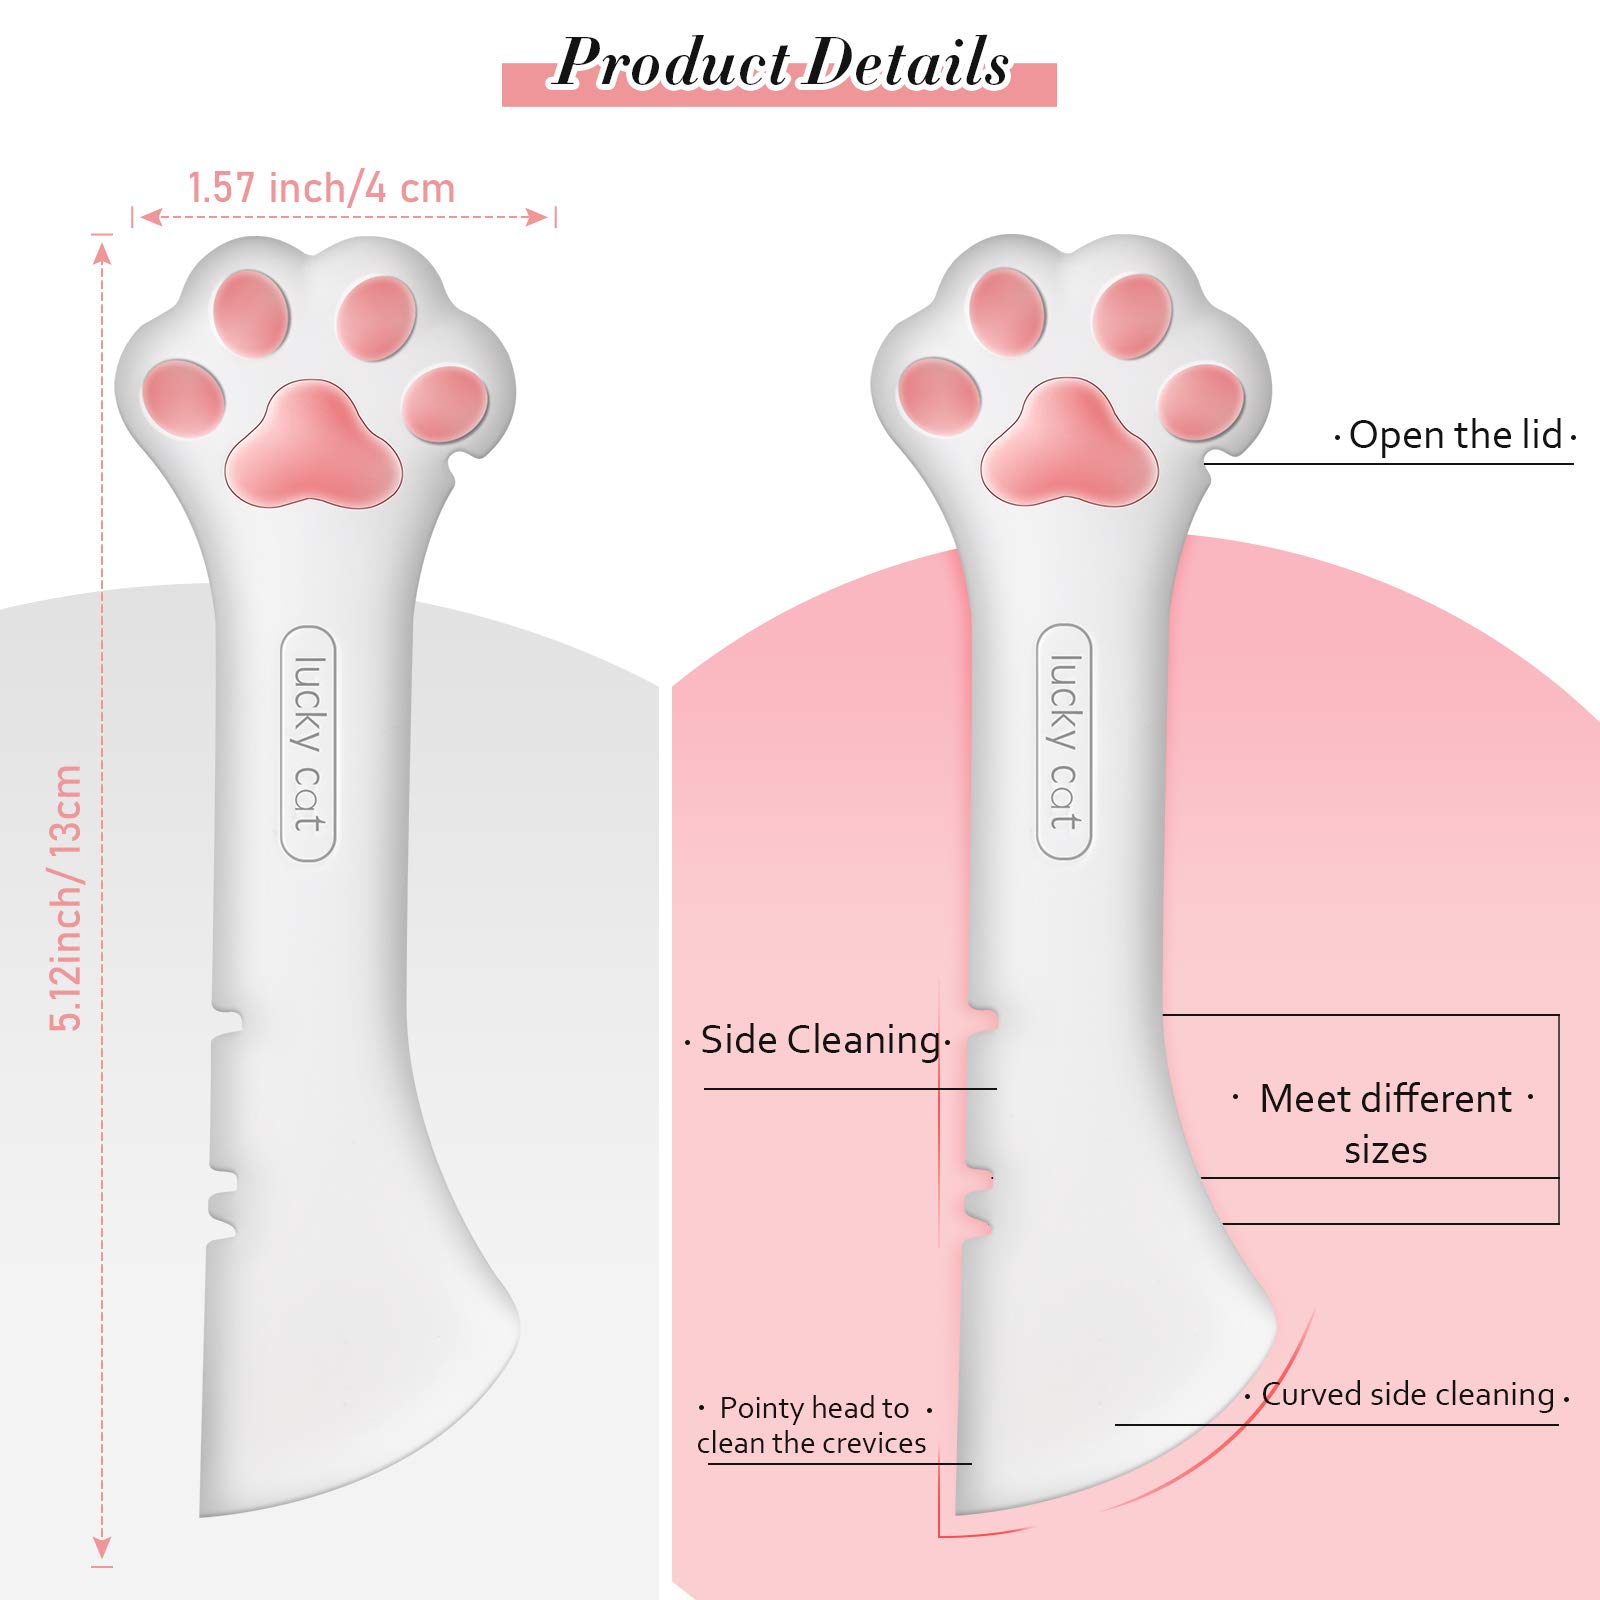 Product Details
1.57 inch/4 cm
5.12inch/ 13cm
lucky cat
lucky cat
· Open the lid ·
· Side Cleaning ·
· Meet different ·
sizes
· Pointy head to ·
clean the crevices
· Curved side cleaning ·